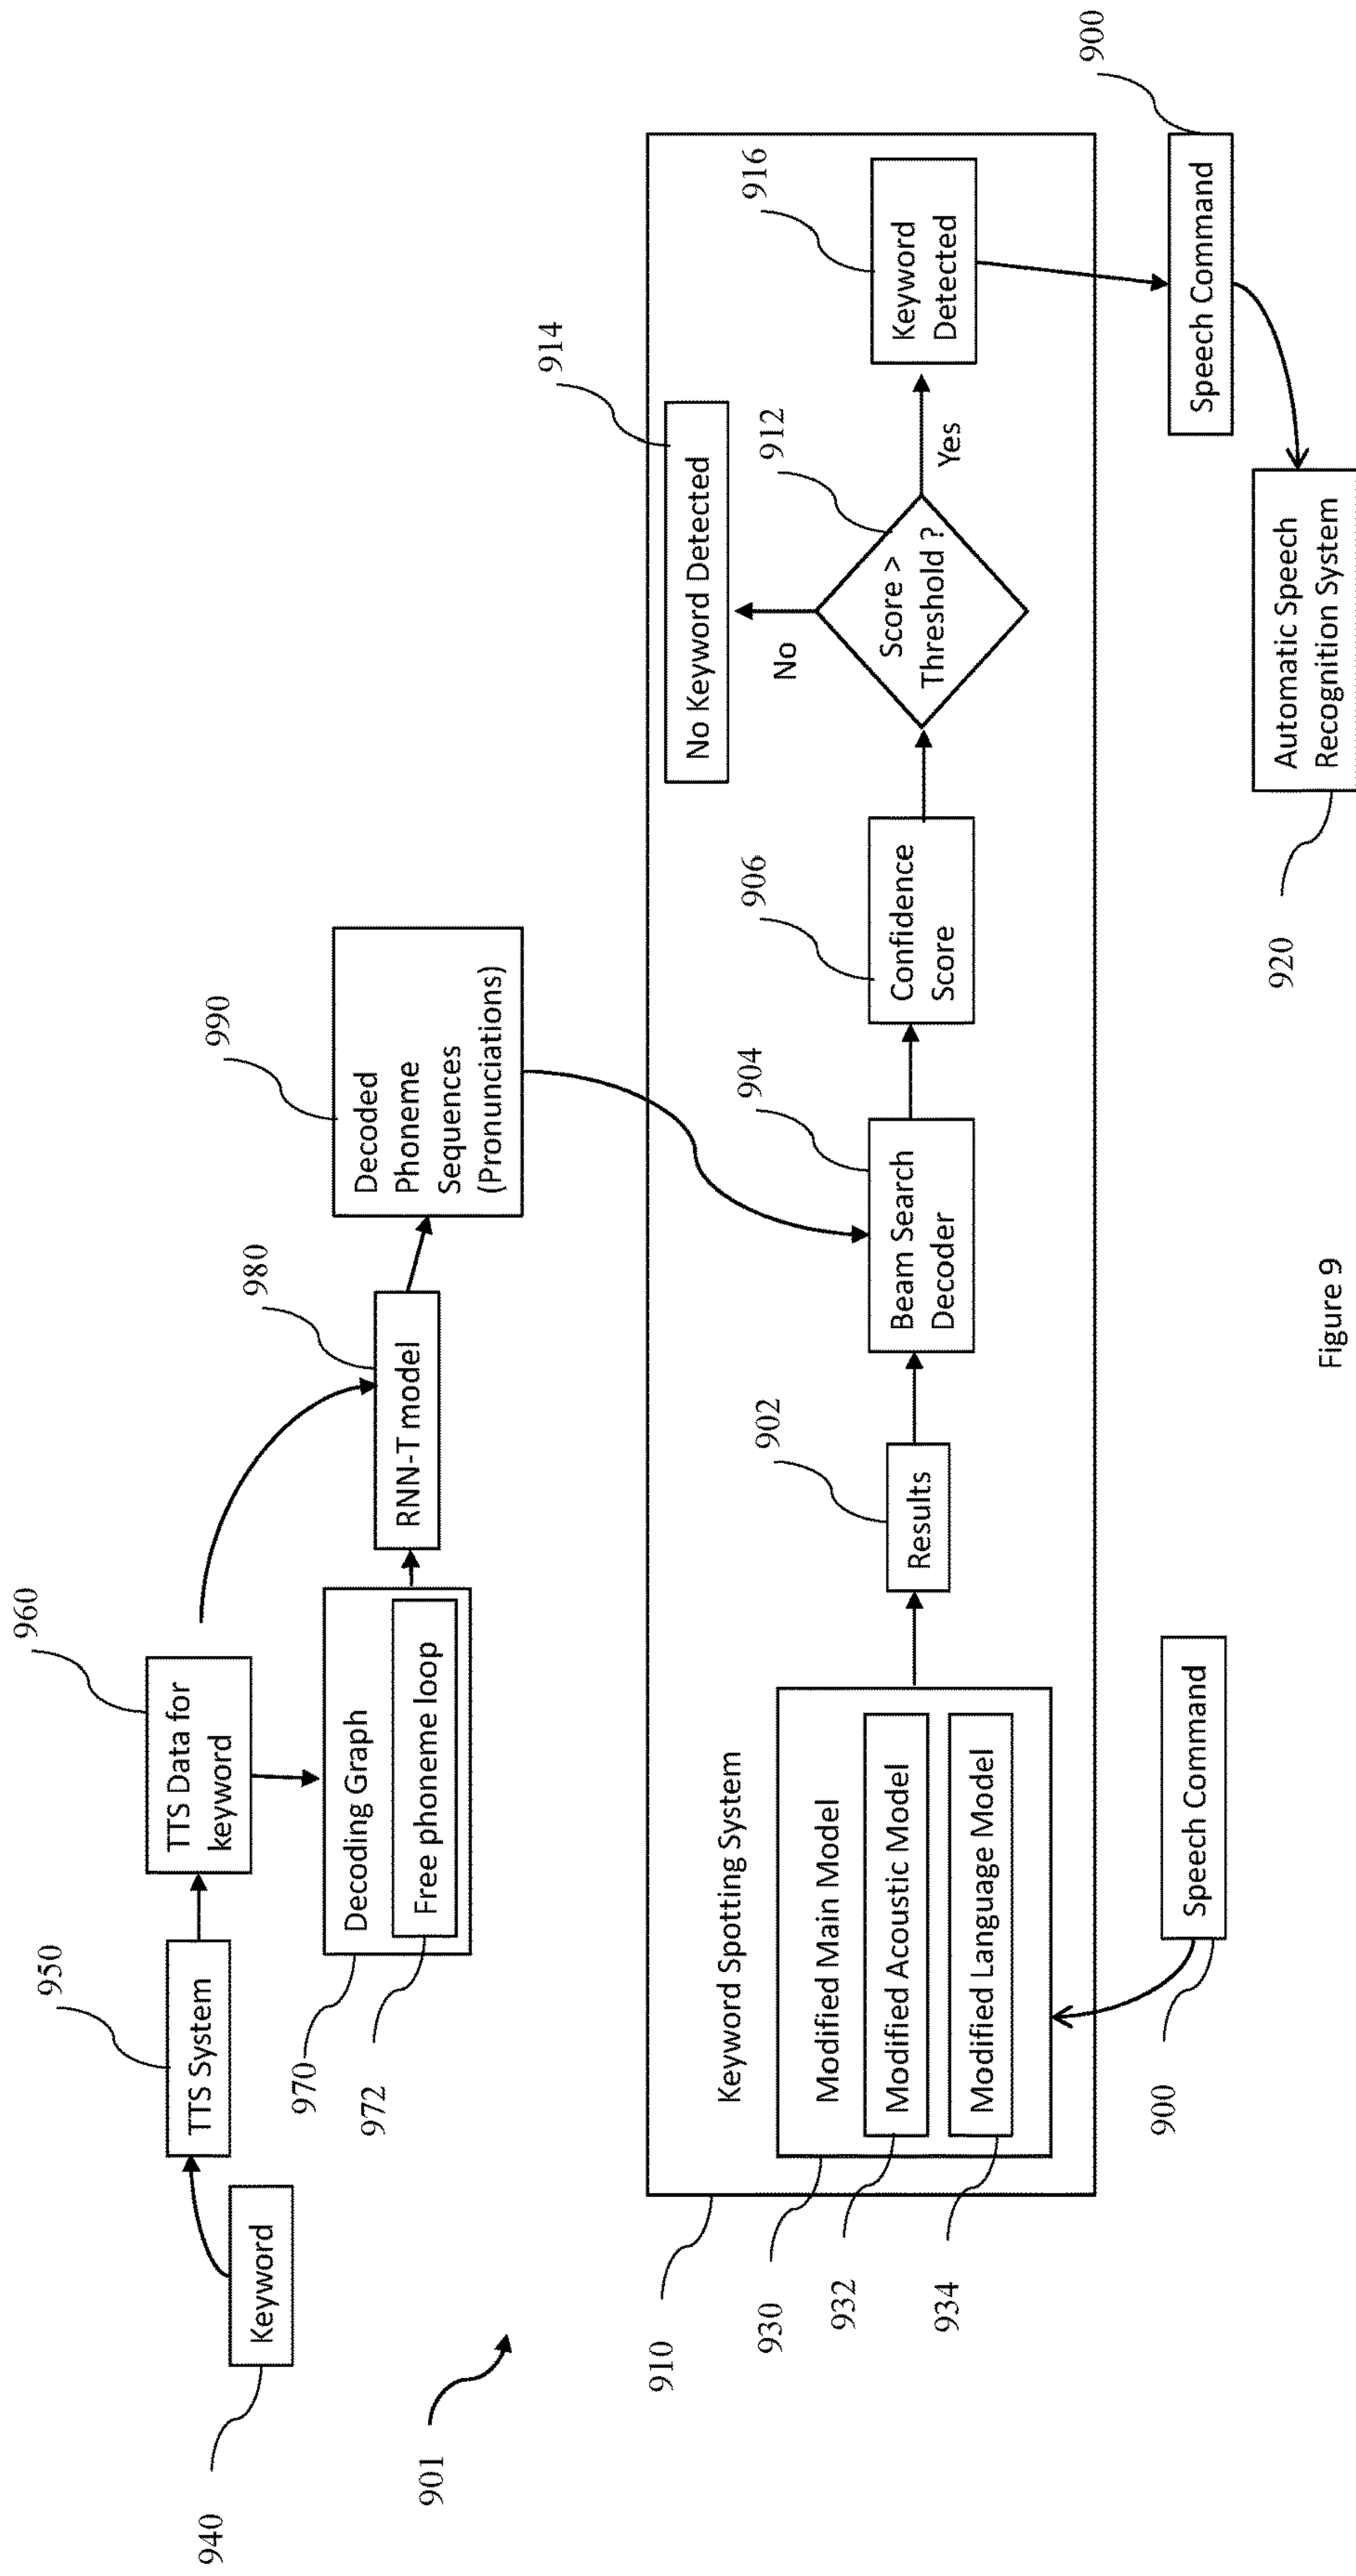 940
Keyword
950
TTS System
960
TTS Data for
keyword
970
972
Decoding Graph
Free phoneme loop
980
RNN-T model
990
Decoded
Phoneme
Sequences
(Pronunciations)
901
910
Keyword Spotting System
930
932
934
Modified Main Model
Modified Acoustic Model
Modified Language Model
902
Results
904
Beam Search
Decoder
906
Confidence
Score
912
Score >
Threshold ?
No
914
No Keyword Detected
Yes
916
Keyword
Detected
900
Speech Command
900
Speech Command
920
Automatic Speech
Recognition System
Figure 9